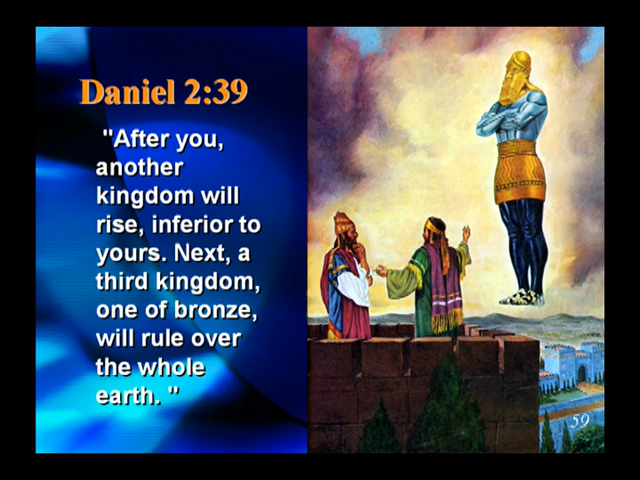 Daniel 2:39
"After you,
another
kingdom will
rise, inferior to
yours. Next, a
third kingdom,
one of bronze,
will rule over
the whole
earth. "
59